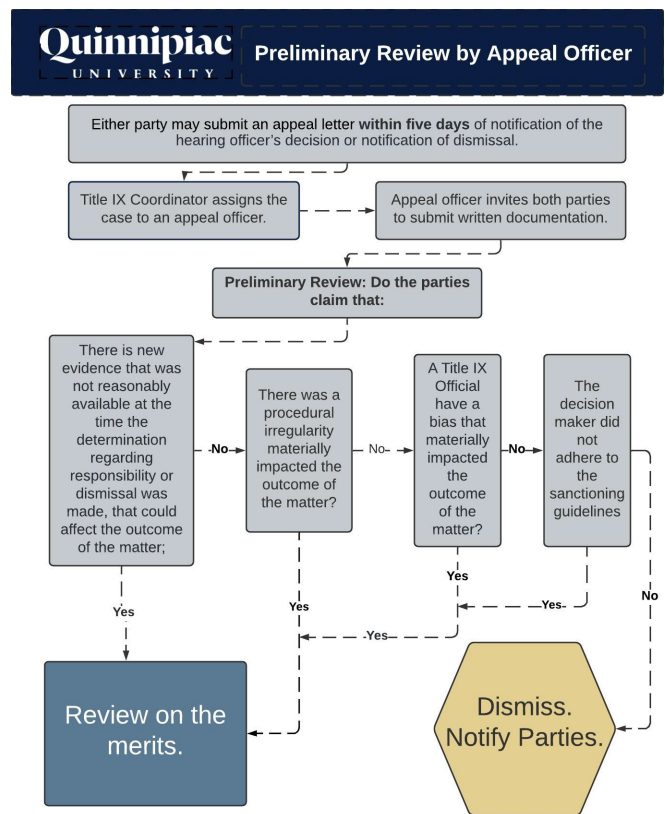 Quinnipiac
UNIVERSITY
Preliminary Review by Appeal Officer
Either party may submit an appeal letter within five days of notification of the
hearing officer's decision or notification of dismissal.
Title IX Coordinator assigns the
case to an appeal officer.
Appeal officer invites both parties
to submit written documentation.
Preliminary Review: Do the parties
claim that:
There is new
evidence that was
not reasonably
available at the
time the
determination
regarding
responsibility or
dismissal was
made, that could
affect the outcome
of the matter;
No
There was a
procedural
irregularity
materially
impacted the
outcome of
the matter?
No
A Title IX
Official
have a
bias that
materially
impacted
the
outcome
of the
matter?
No
The
decision
maker did
not
adhere to
the
sanctioning
guidelines
Yes
Yes
Yes
Yes
Yes
No
Review on the
merits.
Dismiss.
Notify Parties.